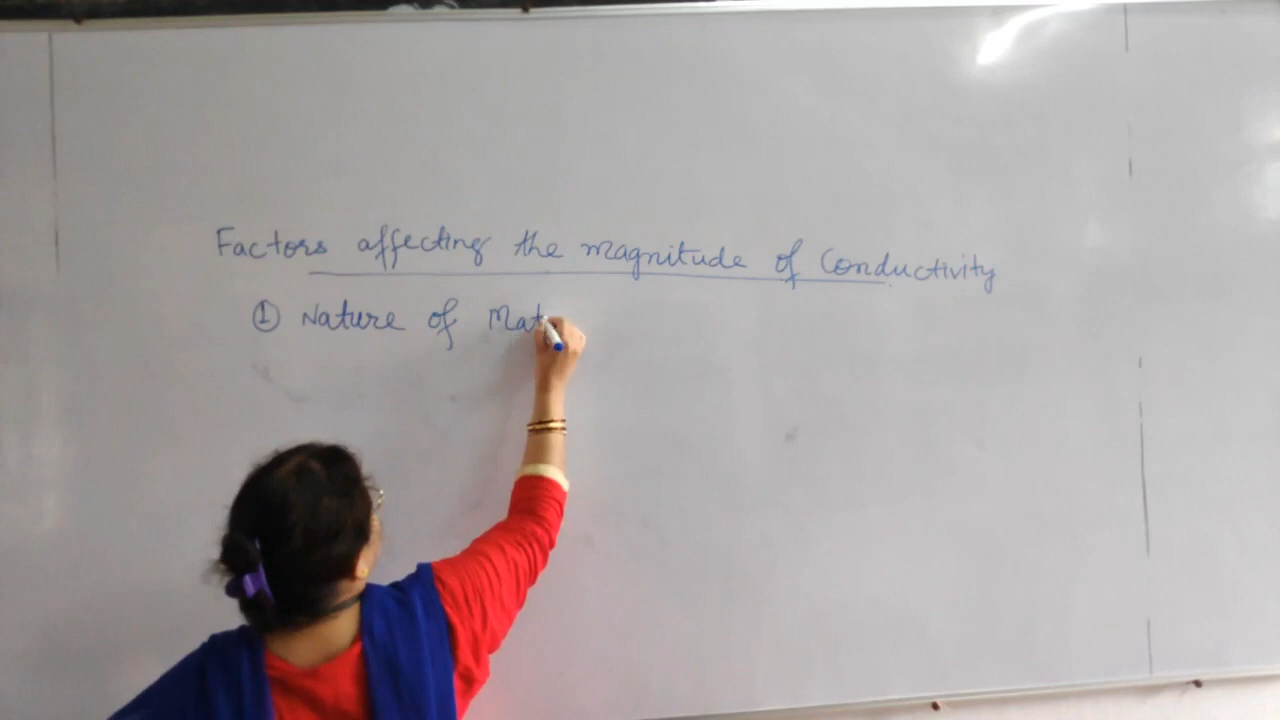 Factors affecting the magnitude of Conductivity
① Nature of Mat